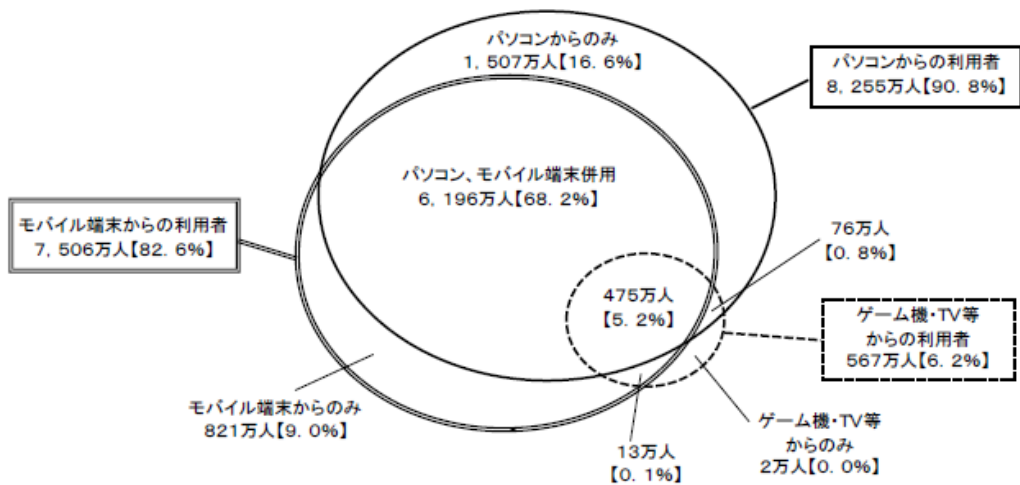 パソコンからのみ
1,507万人【16.6%】
パソコンからの利用者
8,255万人【90.8%】
パソコン、モバイル端末併用
6,196万人【68.2%】
モバイル端末からの利用者
7,506万人【82.6%】
76万人
【0.8%】
475万人
【5.2%】
ゲーム機・TV等
からの利用者
567万人【6.2%】
モバイル端末からのみ
821万人【9.0%】
13万人
【0.1%】
ゲーム機・TV等
からのみ
2万人【0.0%】